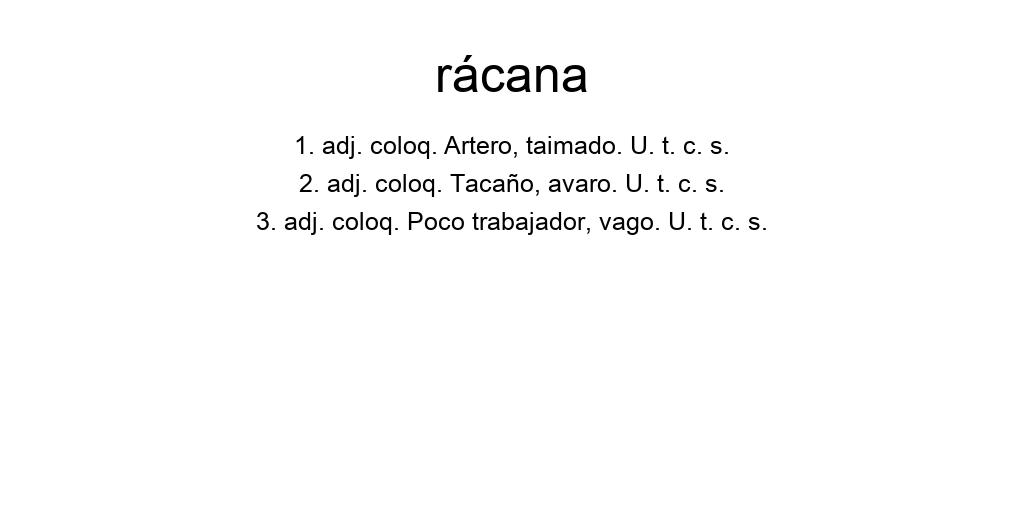 rácana
1. adj. coloq. Artero, taimado. U. t. c. s.
2. adj. coloq. Tacaño, avaro. U. t. c. s.
3. adj. coloq. Poco trabajador, vago. U. t. c. s.